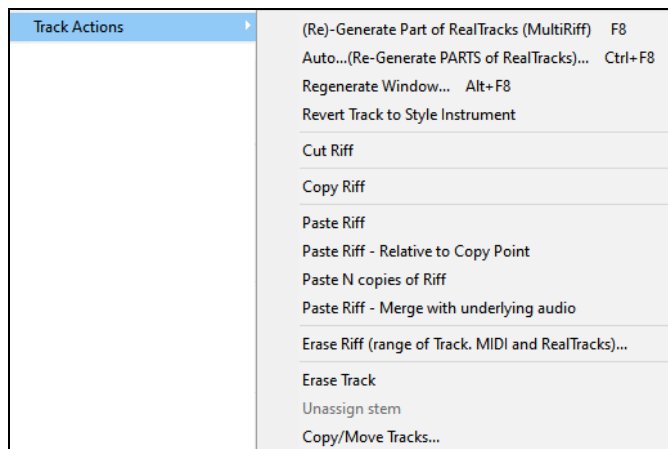 Track Actions
(Re)-Generate Part of RealTracks (MultiRiff) F8
Auto...(Re-Generate PARTS of RealTracks)... Ctrl+F8
Regenerate Window... Alt+F8
Revert Track to Style Instrument
Cut Riff
Copy Riff
Paste Riff
Paste Riff - Relative to Copy Point
Paste N copies of Riff
Paste Riff - Merge with underlying audio
Erase Riff (range of Track. MIDI and RealTracks)...
Erase Track
Unassign stem
Copy/Move Tracks...